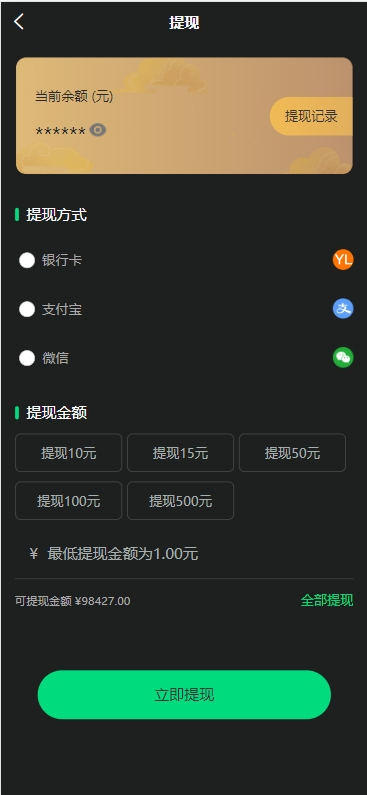 提现
当前余额 (元)
******
提现记录
提现方式
银行卡
YL
支付宝
支
微信
提现金额
提现10元
提现15元
提现50元
提现100元
提现500元
¥ 最低提现金额为1.00元
可提现金额 ¥98427.00
全部提现
立即提现